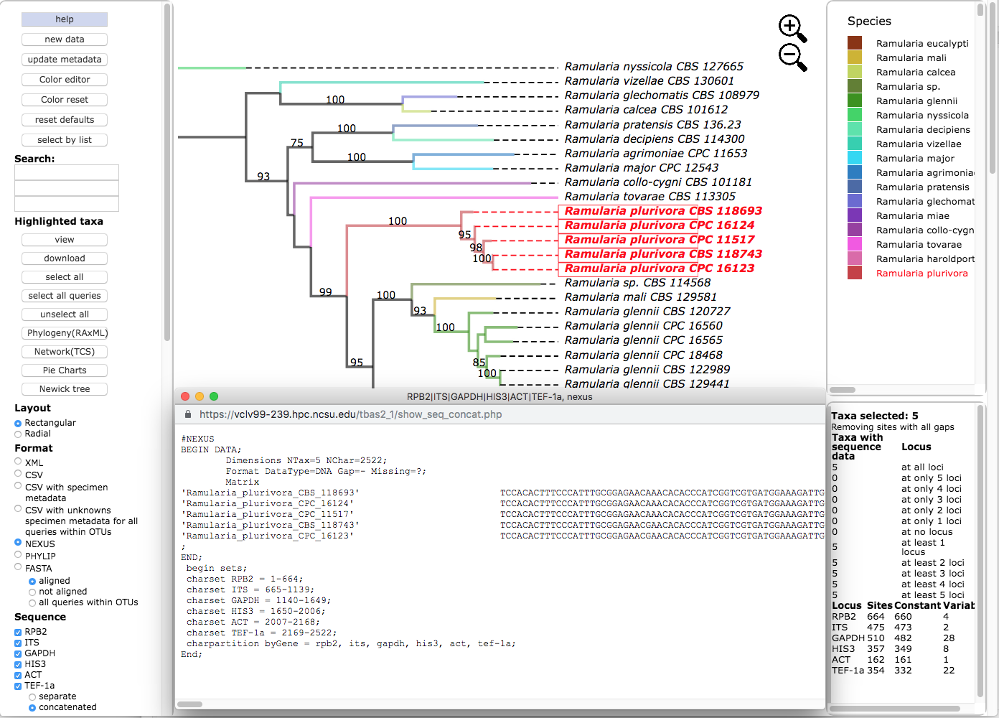 help
new data
update metadata
Color editor
Color reset
reset defaults
select by list
Search:
Highlighted taxa
view
download
select all
select all queries
unselect all
Phylogeny(RAxML)
Network(TCS)
Pie Charts
Newick tree
Layout
Rectangular
Radial
Format
XML
CSV
CSV with specimen
metadata
CSV with unknowns
specimen metadata for all
queries within OTUs
NEXUS
PHYLIP
FASTA
aligned
not aligned
all queries within OTUs
Sequence
RPB2
ITS
GAPDH
HIS3
ACT
TEF-1a
separate
concatenated
Ramularia nyssicola CBS 127665
Ramularia vizellae CBS 130601
100
Ramularia glechomatis CBS 108979
Ramularia calcea CBS 101612
Ramularia pratensis CBS 136.23
100
75
Ramularia decipiens CBS 114300
Ramularia agrimoniae CPC 11653
100
Ramularia major CPC 12543
93
Ramularia collo-cygni CBS 101181
Ramularia tovarae CBS 113305
Ramularia plurivora CBS 118693
100
Ramularia plurivora CPC 16124
95
Ramularia plurivora CPC 11517
98
Ramularia plurivora CBS 118743
100
Ramularia plurivora CPC 16123
Ramularia sp. CBS 114568
99
100
Ramularia mali CBS 129581
93
Ramularia glennii CBS 120727
100
Ramularia glennii CPC 16560
Ramularia glennii CPC 16565
Ramularia glennii CPC 18468
95
85
Ramularia glennii CBS 122989
100
Ramularia glennii CBS 129441
RPB2|ITS|GAPDH|HIS3|ACT|TEF-1a, nexus
https://vclv99-239.hpc.ncsu.edu/tbas2_1/show_seq_concat.php
#NEXUS
BEGIN DATA;
Dimensions NTax=5 NChar=2522;
Format DataType=DNA Gap=- Missing=?;
Matrix
'Ramularia_plurivora_CBS_118693' TCCACACTTTCCCATTTGCGGAGAACAAACACACCCATCGGTCGTGATGGAAAGATTG
'Ramularia_plurivora_CPC_16124' TCCACACTTTCCCATTTGCGGAGAACAAACACACCCATCGGTCGTGATGGAAAGATTG
'Ramularia_plurivora_CPC_11517' TCCACACTTTCCCATTTGCGGAGAACGAACACACCCATCGGTCGTGATGGAAAGATTG
'Ramularia_plurivora_CBS_118743' TCCACACTTTCCCATTTGCGGAGAACGAACACACCCATCGGTCGTGATGGAAAGATTG
'Ramularia_plurivora_CPC_16123' TCCACACTTTCCCATTTGCGGAGAACGAACACACCCATCGGTCGTGATGGAAAGATTG
;
END;
begin sets;
charset RPB2 = 1-664;
charset ITS = 665-1139;
charset GAPDH = 1140-1649;
charset HIS3 = 1650-2006;
charset ACT = 2007-2168;
charset TEF-1a = 2169-2522;
charpartition byGene = rpb2, its, gapdh, his3, act, tef-1a;
End;
Species
Ramularia eucalypti
Ramularia mali
Ramularia calcea
Ramularia sp.
Ramularia glennii
Ramularia nyssicola
Ramularia decipiens
Ramularia vizellae
Ramularia major
Ramularia agrimonia
Ramularia pratensis
Ramularia glechomat
Ramularia miae
Ramularia collo-cygn
Ramularia tovarae
Ramularia haroldport
Ramularia plurivora
Taxa selected: 5
Removing sites with all gaps
Taxa with
sequence
data Locus
5 at all loci
0 at only 5 loci
0 at only 4 loci
0 at only 3 loci
0 at only 2 loci
0 at only 1 loci
0 at no locus
5 at least 1
locus
5 at least 2 loci
5 at least 3 loci
5 at least 4 loci
5 at least 5 loci
Locus Sites Constant Variab
RPB2 664 660 4
ITS 475 473 2
GAPDH 510 482 28
HIS3 357 349 8
ACT 162 161 1
TEF-1a 354 332 22